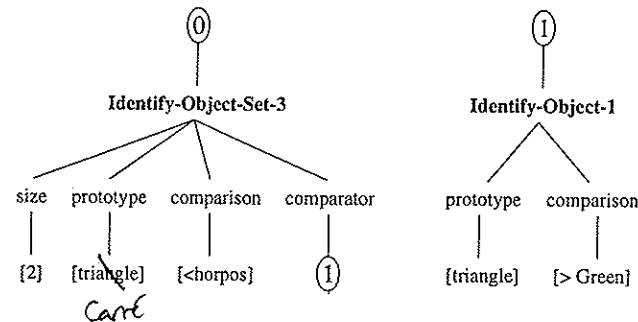 0 1
Identify-Object-Set-3 Identify-Object-1
size prototype comparison comparator prototype comparison
[2] [triangle] [<horpos] 1 [triangle] [> Green]
Carré